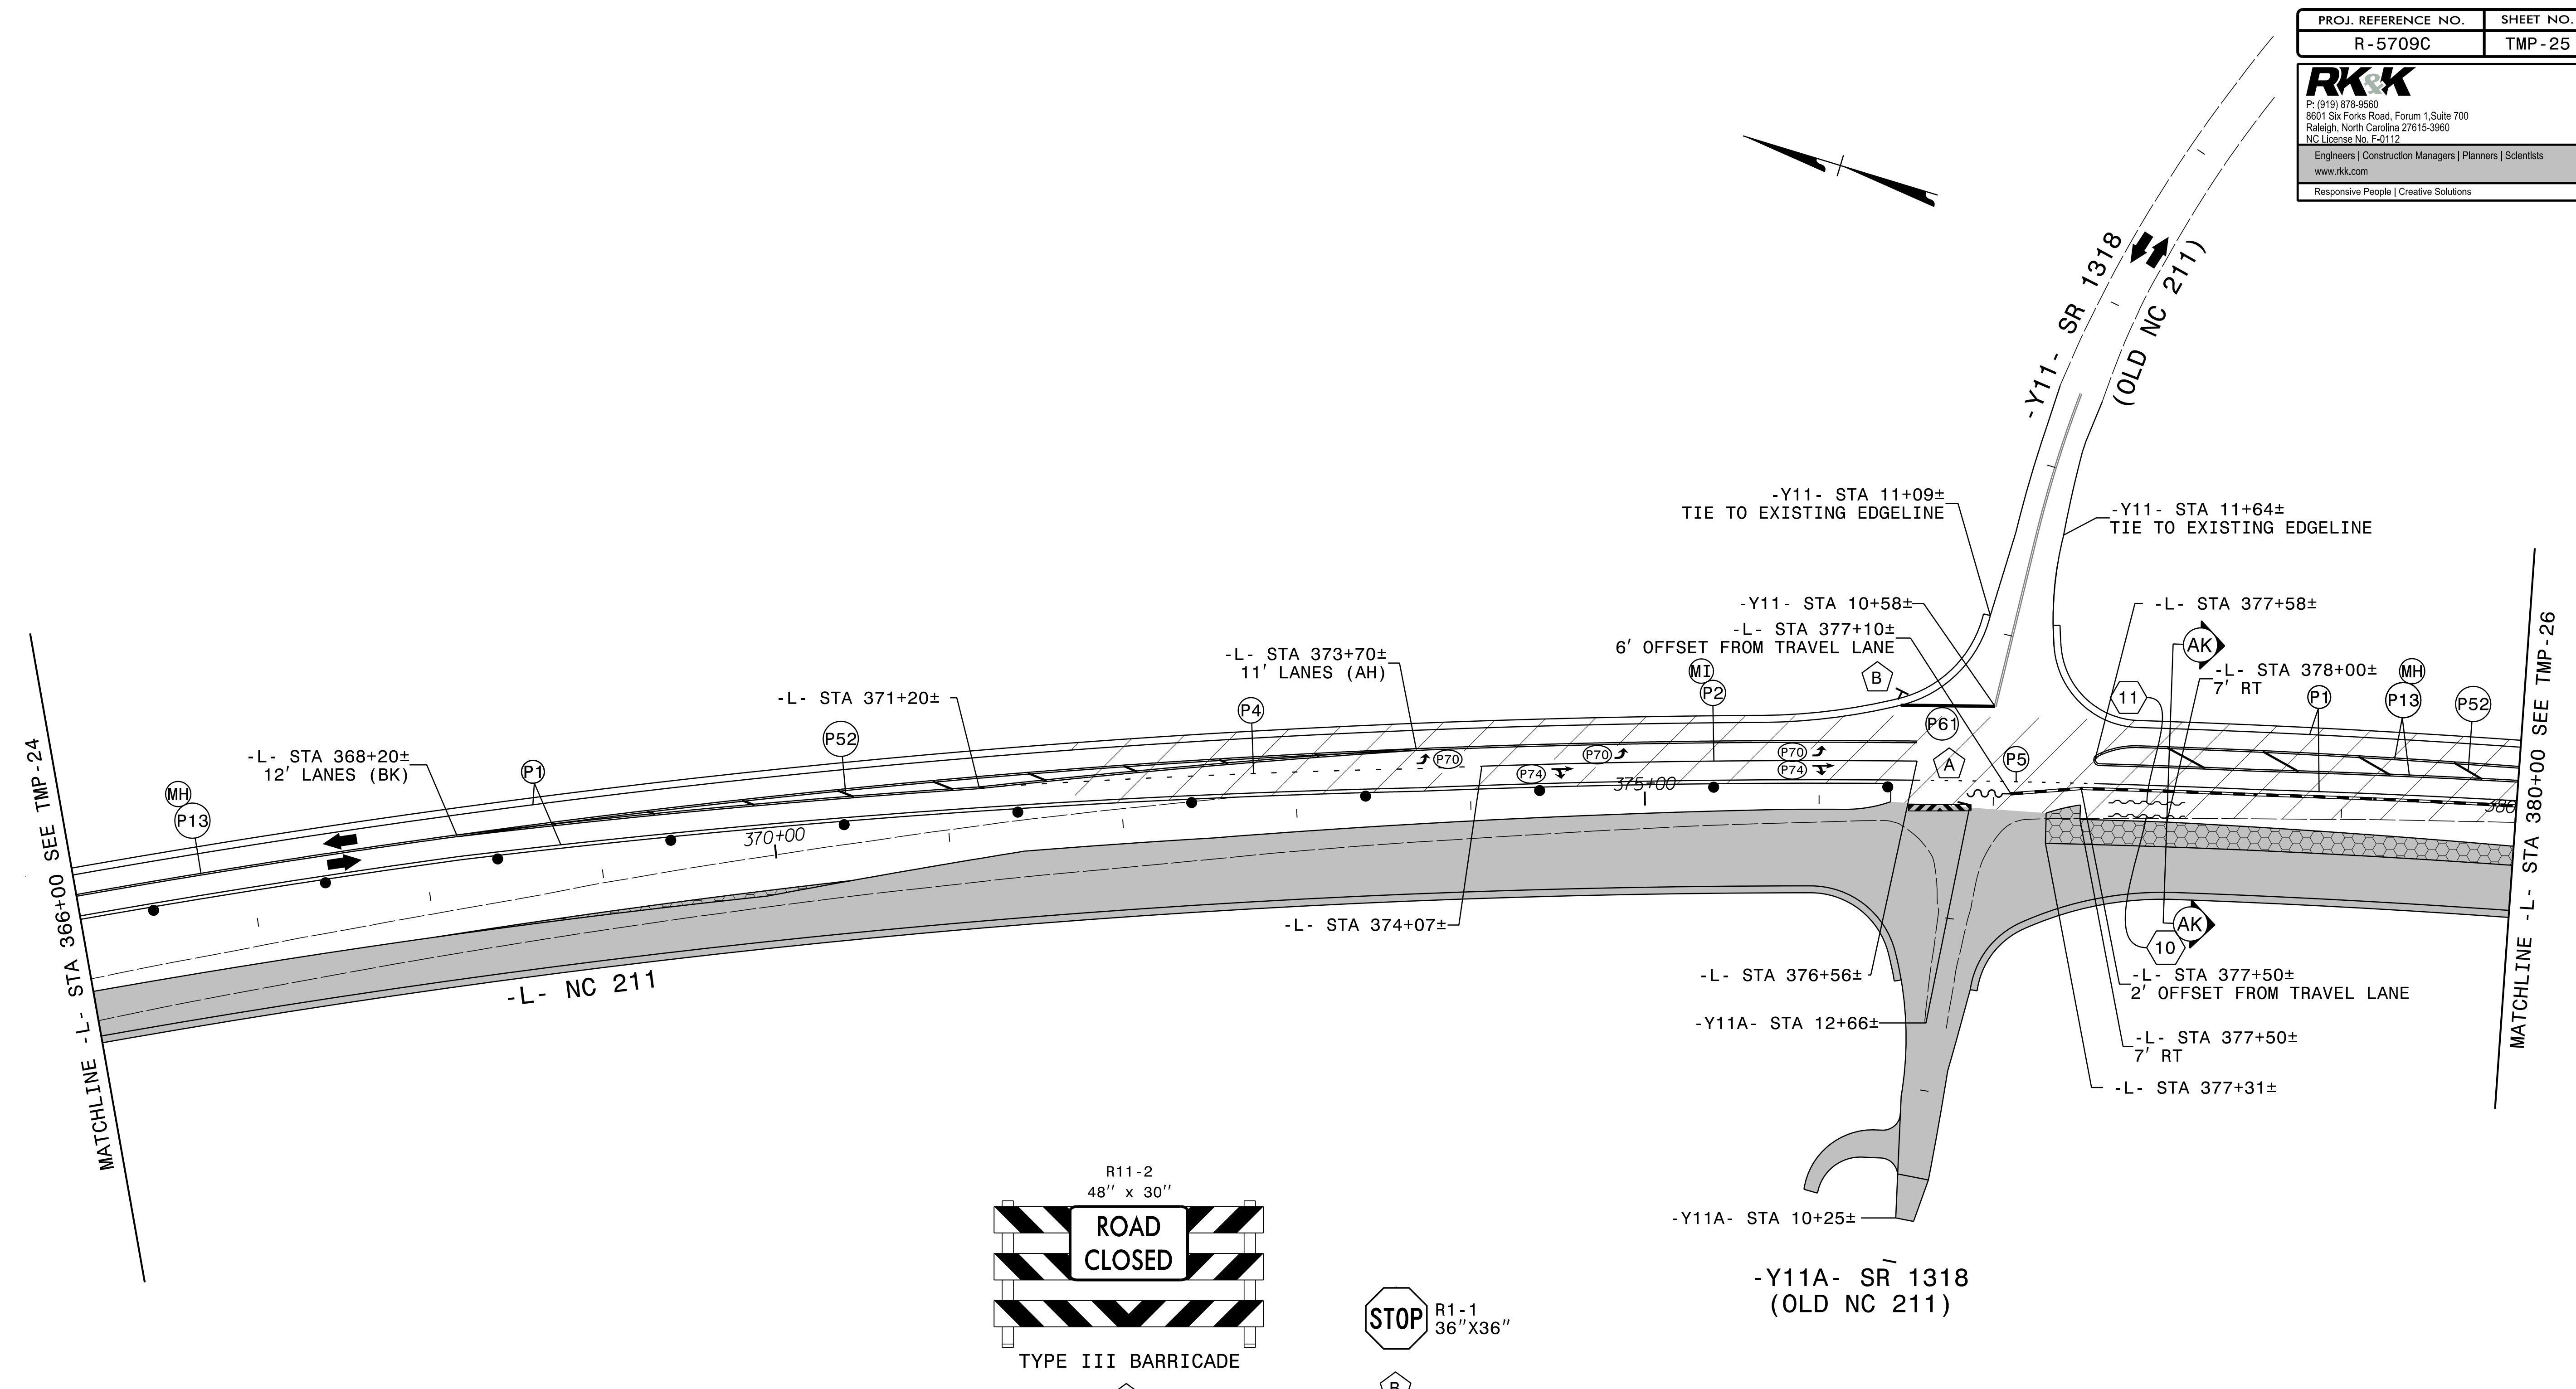 PROJ. REFERENCE NO.
SHEET NO.
R-5709C
TMP-25
RK&K
P: (919) 878-9560
8601 Six Forks Road, Forum 1,Suite 700
Raleigh, North Carolina 27615-3960
NC License No. F-0112
Engineers | Construction Managers | Planners | Scientists
www.rkk.com
Responsive People | Creative Solutions
-Y11- SR 1318
(OLD NC 211)
-Y11- STA 11+09±
TIE TO EXISTING EDGELINE
-Y11- STA 11+64±
TIE TO EXISTING EDGELINE
-Y11- STA 10+58±
-L- STA 377+10±
6' OFFSET FROM TRAVEL LANE
-L- STA 377+58±
AK
-L- STA 378+00±
7' RT
MI
P2
B
11
P1
MH
P13
P52
-L- STA 373+70±
11' LANES (AH)
-L- STA 371+20±
P4
P61
P52
-L- STA 368+20±
12' LANES (BK)
P1
MH
P13
P70
P70
P70
P74
P74
A
P5
375+00
370+00
380
MATCHLINE -L- STA 366+00 SEE TMP-24
MATCHLINE -L- STA 380+00 SEE TMP-26
-L- NC 211
-L- STA 374+07±
AK
10
-L- STA 376+56±
-L- STA 377+50±
2' OFFSET FROM TRAVEL LANE
-Y11A- STA 12+66±
-L- STA 377+50±
7' RT
-L- STA 377+31±
-Y11A- STA 10+25±
-Y11A- SR 1318
(OLD NC 211)
R11-2
48'' x 30''
ROAD
CLOSED
TYPE III BARRICADE
STOP
R1-1
36"X36"
B